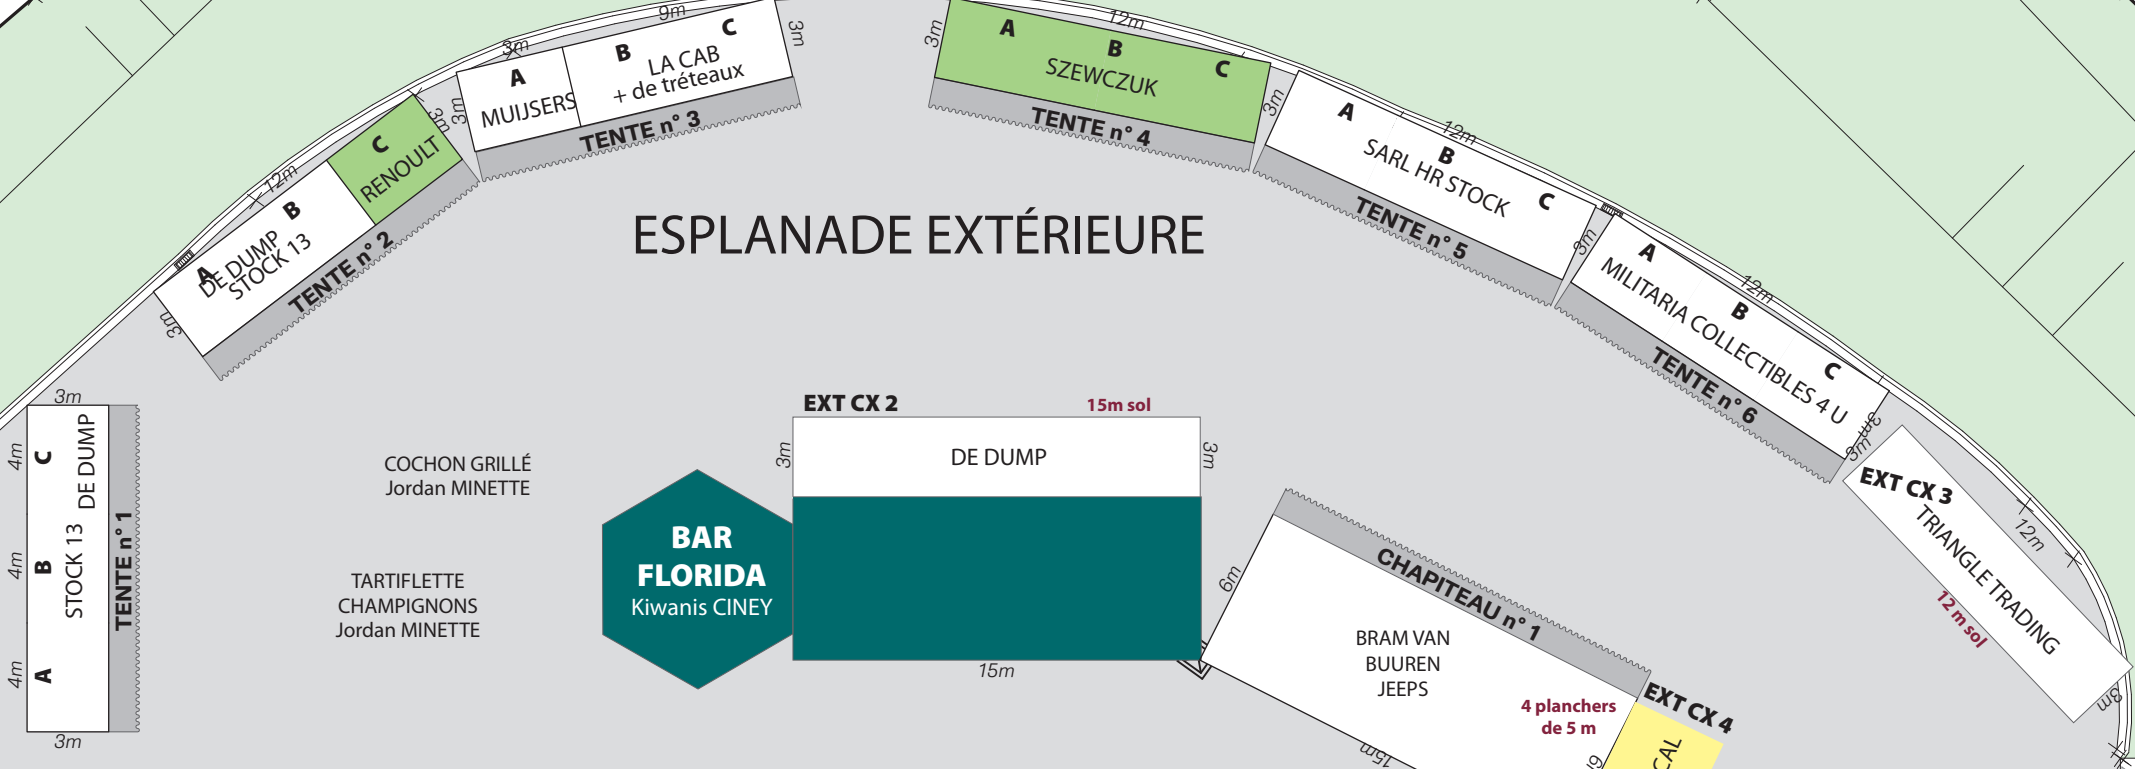 9m
3m
A
MUIJSERS
B
C
LA CAB
+ de tréteaux
3m
3m
TENTE n° 3
12m
3m
A
B
C
SZEWCZUK
TENTE n° 4
3m
12m
A
B
C
SARL HR STOCK
TENTE n° 5
3m
12m
A
B
C
MILITARIA COLLECTIBLES 4 U
TENTE n° 6
3m
3m
12m
3m
A
B
C
DE DUMP
STOCK 13
RENOULT
3m
TENTE n° 2
ESPLANADE EXTÉRIEURE
3m
4m
4m
4m
C
B
A
STOCK 13
DE DUMP
TENTE n° 1
3m
COCHON GRILLÉ
Jordan MINETTE
TARTIFLETTE
CHAMPIGNONS
Jordan MINETTE
BAR
FLORIDA
Kiwanis CINEY
EXT CX 2
15m sol
3m
DE DUMP
3m
15m
6m
CHAPITEAU n° 1
BRAM VAN
BUUREN
JEEPS
4 planchers
de 5 m
15m
EXT CX 4
CAL
EXT CX 3
TRIANGLE TRADING
12 m sol
12m
3m